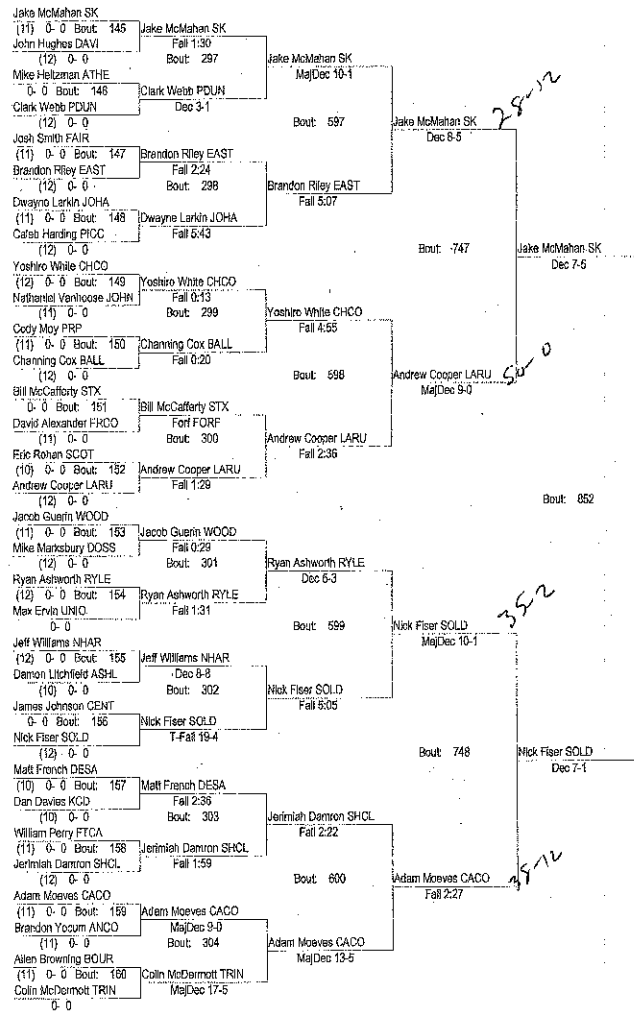 Jake McMahan SK
(11) 0- 0 Bout: 145 Jake McMahan SK
John Hughes DAVI Fall 1:30
(12) 0- 0 Bout: 297 Jake McMahan SK
Mike Heltzman ATHE MajDec 10-1
0- 0 Bout: 146 Clark Webb PDUN
Clark Webb PDUN Dec 3-1
(12) 0- 0 Bout: 597 Jake McMahan SK 28-12
Josh Smith FAIR Dec 8-5
(11) 0- 0 Bout: 147 Brandon Riley EAST
Brandon Riley EAST Fall 2:24
(12) 0- 0 Bout: 298 Brandon Riley EAST
Dwayne Larkin JOHA Fall 5:07
(11) 0- 0 Bout: 148 Dwayne Larkin JOHA
Caleb Harding PICC Fall 5:43
(12) 0- 0 Bout: 747 Jake McMahan SK
Yoshiro White CHCO Dec 7-5
(12) 0- 0 Bout: 149 Yoshiro White CHCO
Nathaniel Vanhoose JOHN Fall 0:13
(11) 0- 0 Bout: 299 Yoshiro White CHCO
Cody Moy PRP Fall 4:55
(11) 0- 0 Bout: 150 Channing Cox BALL
Channing Cox BALL Fall 0:20
(12) 0- 0 Bout: 598 Andrew Cooper LARU 50-0
Bill McCafferty STX MajDec 9-0
0- 0 Bout: 151 Bill McCafferty STX
David Alexander FRCO Forf FORF
(11) 0- 0 Bout: 300 Andrew Cooper LARU
Eric Rohan SCOT Fall 2:36
(10) 0- 0 Bout: 152 Andrew Cooper LARU
Andrew Cooper LARU Fall 1:29
(12) 0- 0 Bout: 852
Jacob Guerin WOOD
(11) 0- 0 Bout: 153 Jacob Guerin WOOD
Mike Marksbury DOSS Fall 0:29
(12) 0- 0 Bout: 301 Ryan Ashworth RYLE
Ryan Ashworth RYLE Dec 5-3
(12) 0- 0 Bout: 154 Ryan Ashworth RYLE
Max Ervin UNIO Fall 1:31
0- 0 Bout: 599 Nick Fiser SOLD 35-2
Jeff Williams NHAR MajDec 10-1
(12) 0- 0 Bout: 155 Jeff Williams NHAR
Damon Litchfield ASHL Dec 8-6
(10) 0- 0 Bout: 302 Nick Fiser SOLD
James Johnson CENT Fall 5:05
0- 0 Bout: 156 Nick Fiser SOLD
Nick Fiser SOLD T-Fall 19-4
(12) 0- 0 Bout: 748 Nick Fiser SOLD
Matt French DESA Dec 7-1
(10) 0- 0 Bout: 157 Matt French DESA
Dan Davies KCD Fall 2:36
(10) 0- 0 Bout: 303 Jerimiah Damron SHCL
William Perry FTCA Fall 2:22
(11) 0- 0 Bout: 158 Jerimiah Damron SHCL
Jerimiah Damron SHCL Fall 1:59
(12) 0- 0 Bout: 600 Adam Moeves CACO 38-12
Adam Moeves CACO Fall 2:27
(11) 0- 0 Bout: 159 Adam Moeves CACO
Brandon Yocum ANCO MajDec 9-0
(11) 0- 0 Bout: 304 Adam Moeves CACO
Allen Browning BOUR MajDec 13-5
(11) 0- 0 Bout: 160 Colin McDermott TRIN
Colin McDermott TRIN MajDec 17-5
0- 0